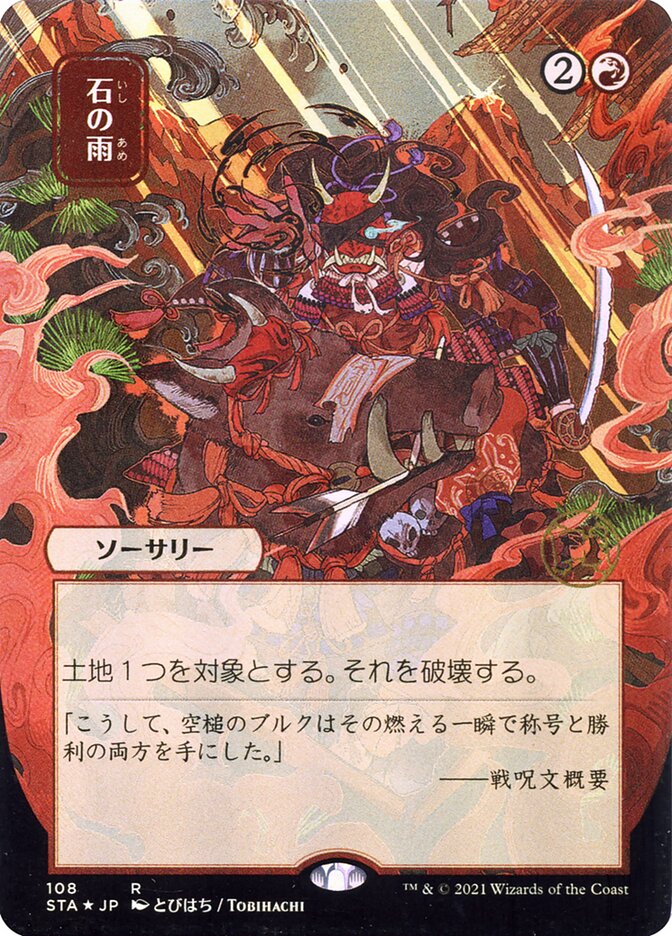 石の雨
いし
あめ
2
ソーサリー
土地1つを対象とする。それを破壊する。
「こうして、空槌のブルクはその燃える一瞬で称号と勝
利の両方を手にした。」
──戦呪文概要
108 R
STA★JP とびはち / TOBIHACHI
™ & © 2021 Wizards of the Coast